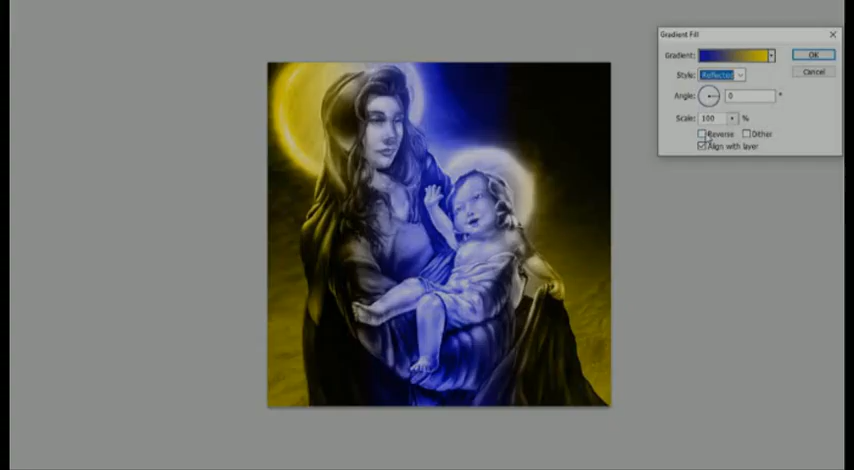 Gradient Fill
Gradient:
OK
Style: Reflected
Cancel
Angle: 0 °
Scale: 100 %
Reverse Dither
Align with layer